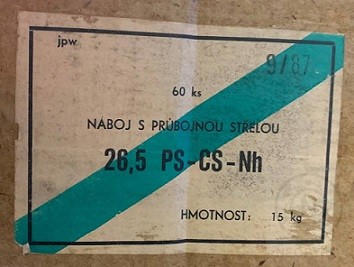 jpw
9/87
60 ks
NÁBOJ S PRŮBOJNOU STŘELOU
26,5 PS-CS-Nh
HMOTNOST: 15 kg